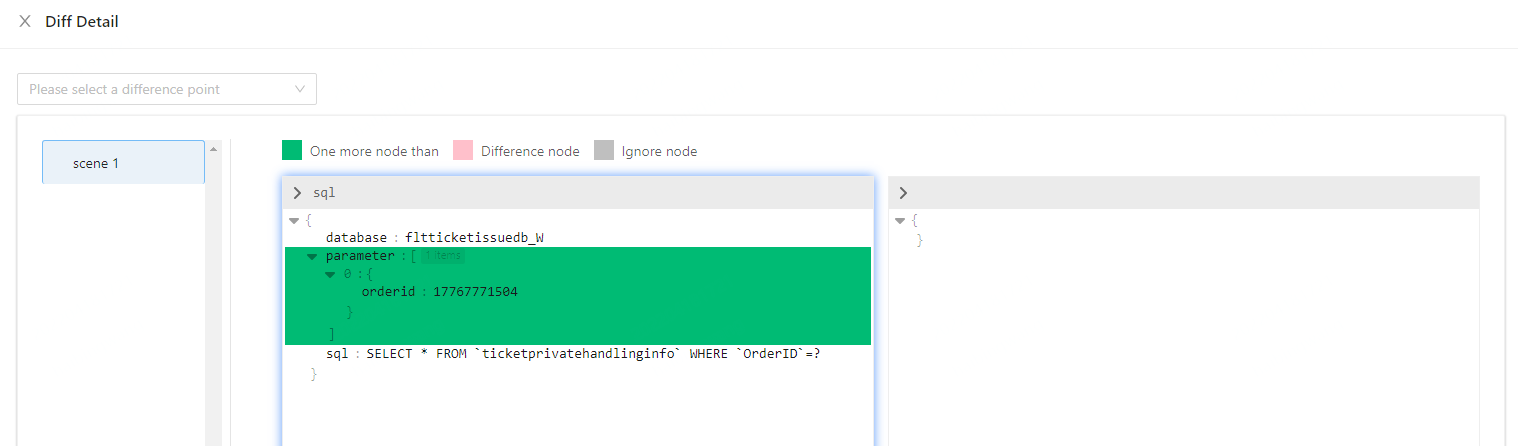 Diff Detail
Please select a difference point
scene 1
One more node than
Difference node
Ignore node
sql
{
database : fltticketissuedb_W
parameter : [ 1 items
0 : {
orderid : 17767771504
}
]
sql : SELECT * FROM `ticketprivatehandlinginfo` WHERE `OrderID`=?
}
{
}